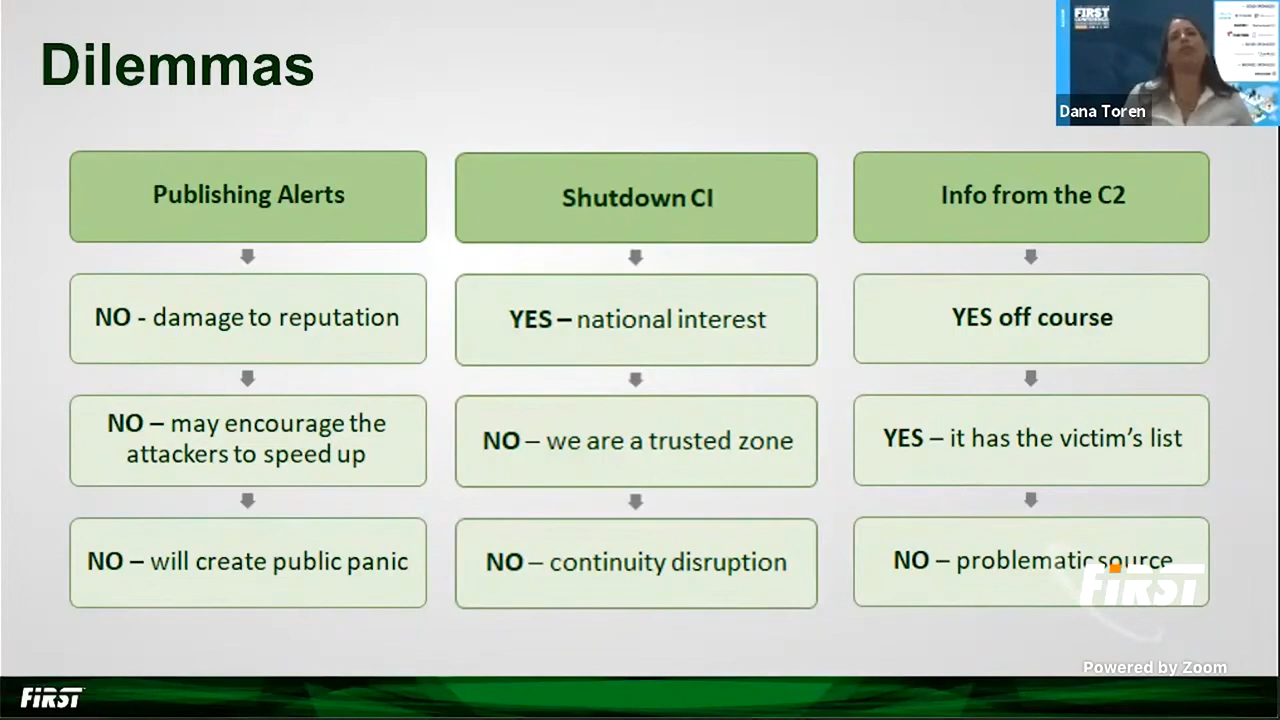 Dilemmas
FIRST
Dana Toren
Publishing Alerts
NO - damage to reputation
NO – may encourage the
attackers to speed up
NO – will create public panic
Shutdown CI
YES – national interest
NO – we are a trusted zone
NO – continuity disruption
Info from the C2
YES off course
YES – it has the victim's list
NO – problematic source
FiRST
Powered by Zoom
FiRST